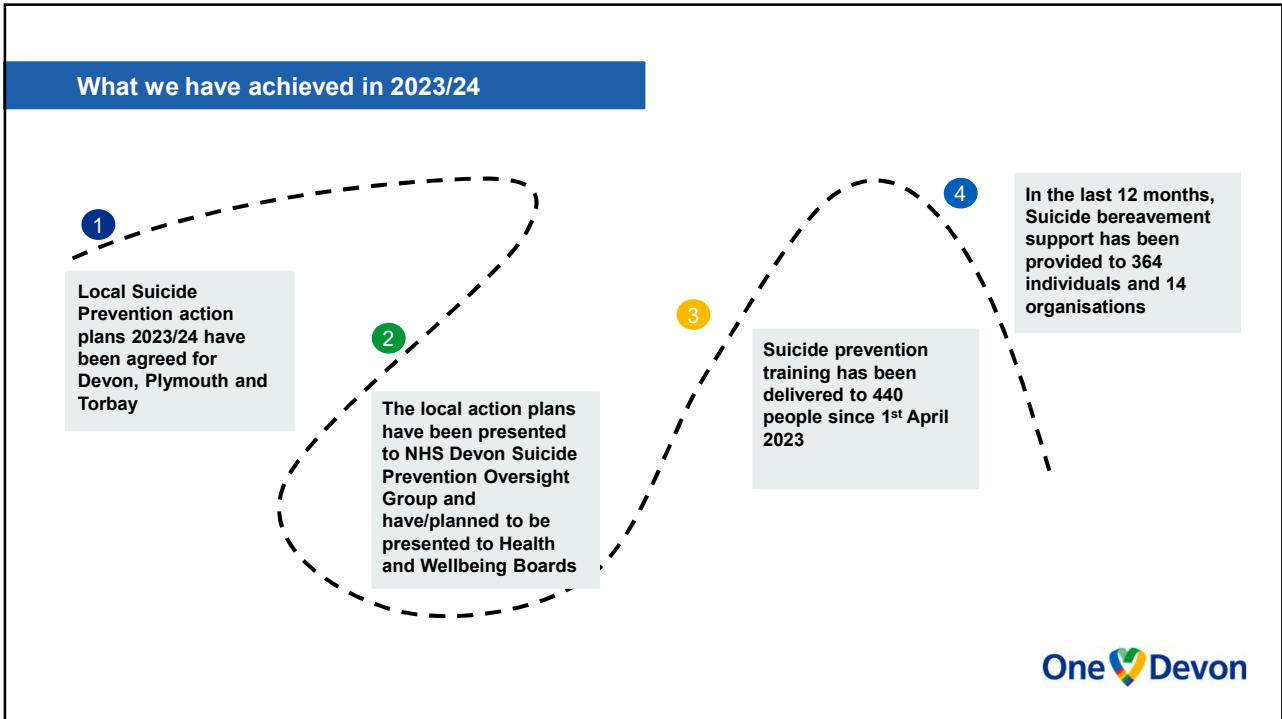 What we have achieved in 2023/24
1
Local Suicide
Prevention action
plans 2023/24 have
been agreed for
Devon, Plymouth and
Torbay
2
The local action plans
have been presented
to NHS Devon Suicide
Prevention Oversight
Group and
have/planned to be
presented to Health
and Wellbeing Boards
3
Suicide prevention
training has been
delivered to 440
people since 1st April
2023
4
In the last 12 months,
Suicide bereavement
support has been
provided to 364
individuals and 14
organisations
One Devon